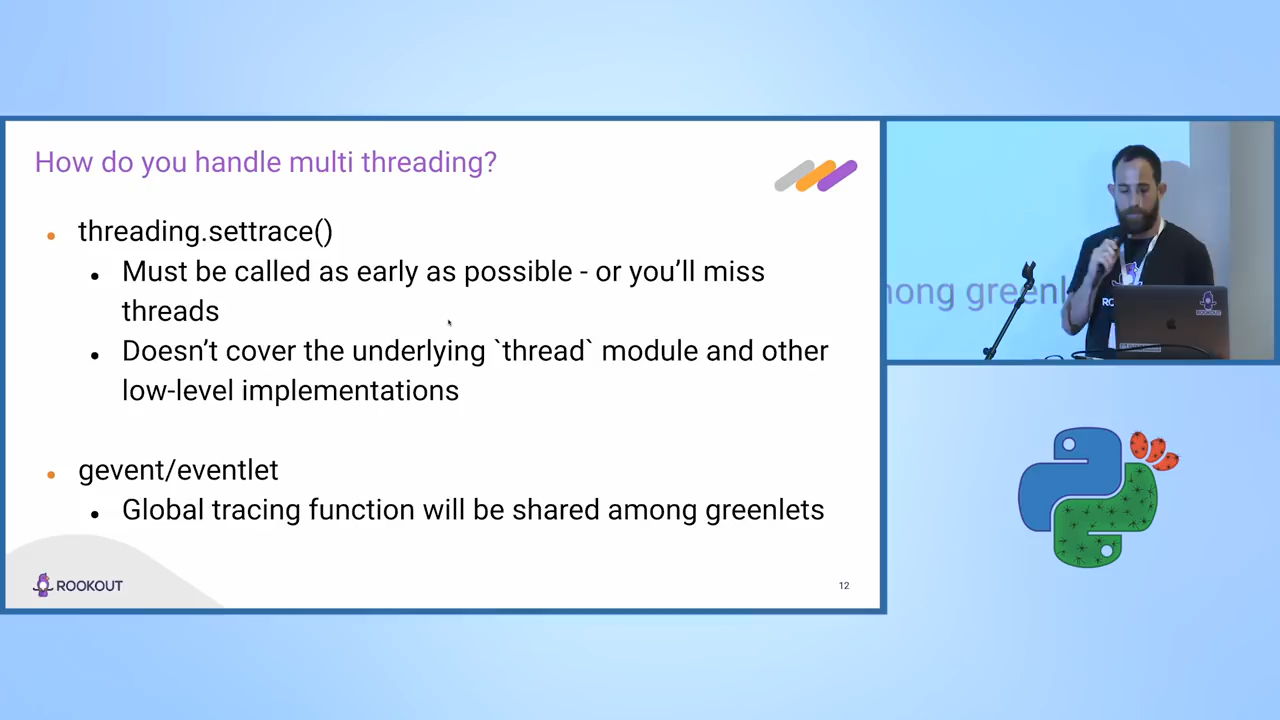 How do you handle multi threading?
threading.settrace()
Must be called as early as possible - or you’ll miss
threads
Doesn’t cover the underlying `thread` module and other
low-level implementations
gevent/eventlet
Global tracing function will be shared among greenlets
ROOKOUT
12
ROOKOUT